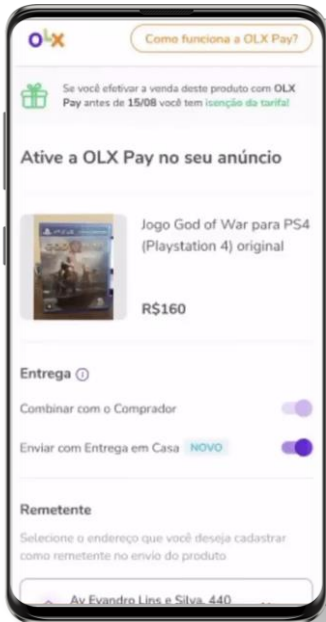 OLX
Como funciona a OLX Pay?
Se você efetivar a venda deste produto com OLX
Pay antes de 15/08 você tem isenção da tarifa!
Ative a OLX Pay no seu anúncio
Jogo God of War para PS4
(Playstation 4) original
R$160
Entrega
Combinar com o Comprador
Enviar com Entrega em Casa NOVO
Remetente
Selecione o endereço que você deseja cadastrar
como remetente no envio do produto
Av Evandro Lins e Silva, 440